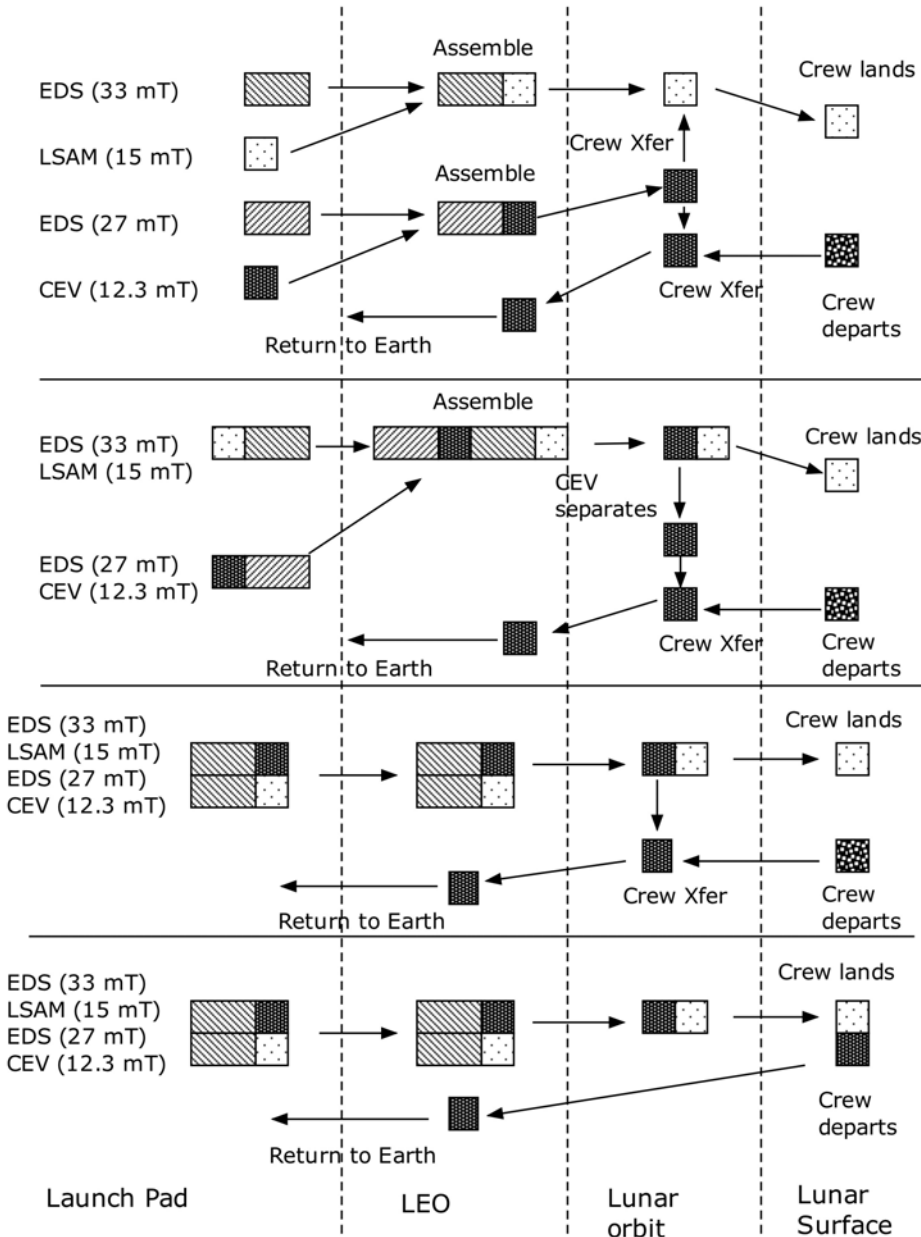 Assemble
Crew lands
EDS (33 mT)
LSAM (15 mT)
Crew Xfer
Assemble
EDS (27 mT)
CEV (12.3 mT)
Crew Xfer
Crew
departs
Return to Earth
Assemble
EDS (33 mT)
LSAM (15 mT)
Crew lands
CEV
separates
EDS (27 mT)
CEV (12.3 mT)
Crew Xfer
Crew
departs
Return to Earth
EDS (33 mT)
LSAM (15 mT)
EDS (27 mT)
CEV (12.3 mT)
Crew lands
Crew Xfer
Crew
departs
Return to Earth
EDS (33 mT)
LSAM (15 mT)
EDS (27 mT)
CEV (12.3 mT)
Crew lands
Crew
departs
Return to Earth
Launch Pad
LEO
Lunar
orbit
Lunar
Surface